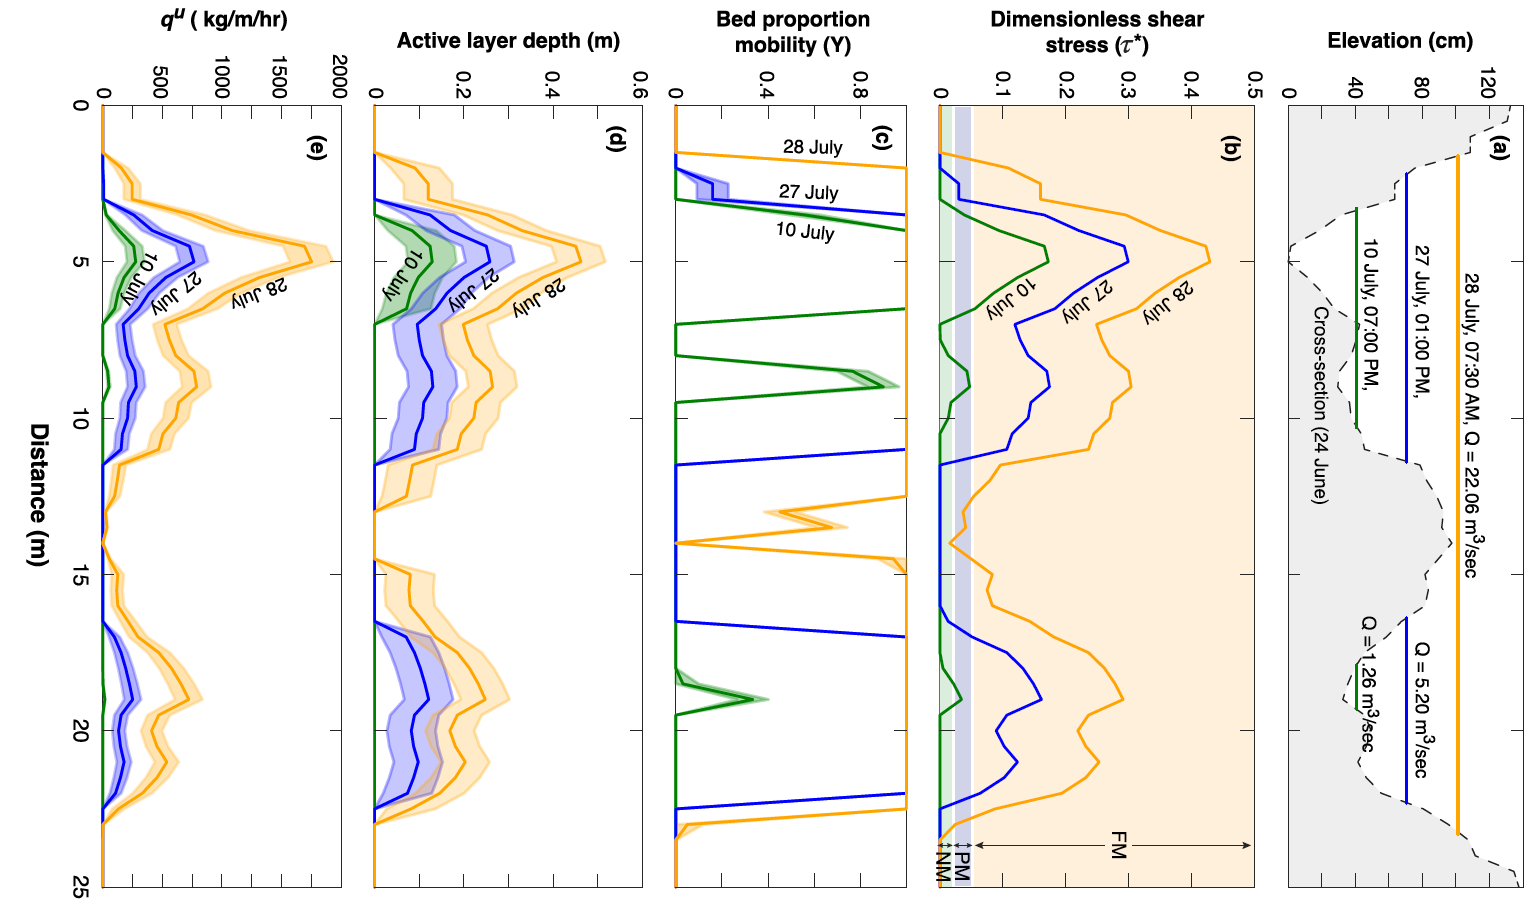 (a)
Elevation (cm)
0
40
80
120
28 July, 07:30 AM, Q = 22.06 m³/sec
27 July, 01:00 PM,
Q = 5.20 m³/sec
10 July, 07:00 PM,
Q = 1.26 m³/sec
Cross-section (24 June)
(b)
Dimensionless shear
stress (τ*)
0
0.1
0.2
0.3
0.4
0.5
28 July
27 July
10 July
FM
PM
NM
(c)
Bed proportion
mobility (Y)
0
0.4
0.8
28 July
27 July
10 July
(d)
Active layer depth (m)
0
0.2
0.4
0.6
28 July
27 July
10 July
(e)
qᵘ ( kg/m/hr)
0
500
1000
1500
2000
28 July
27 July
10 July
0
5
10
15
20
25
Distance (m)